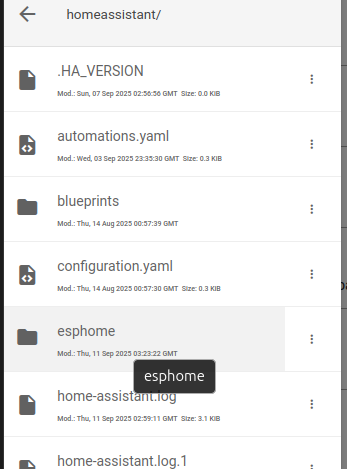 homeassistant/
.HA_VERSION
Mod.: Sun, 07 Sep 2025 02:56:56 GMT Size: 0.0 KiB
automations.yaml
Mod.: Wed, 03 Sep 2025 23:35:30 GMT Size: 0.3 KiB
blueprints
Mod.: Thu, 14 Aug 2025 00:57:39 GMT
configuration.yaml
Mod.: Thu, 14 Aug 2025 00:57:30 GMT Size: 0.3 KiB
esphome
Mod.: Thu, 11 Sep 2025 03:23:22 GMT
esphome
home-assistant.log
Mod.: Thu, 11 Sep 2025 02:59:11 GMT Size: 3.1 KiB
home-assistant.log.1